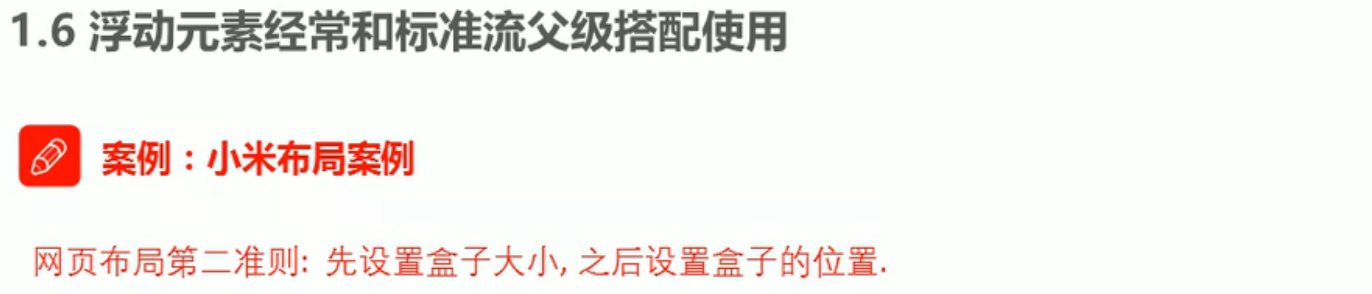 1.6 浮动元素经常和标准流父级搭配使用
案例：小米布局案例
网页布局第二准则: 先设置盒子大小, 之后设置盒子的位置.